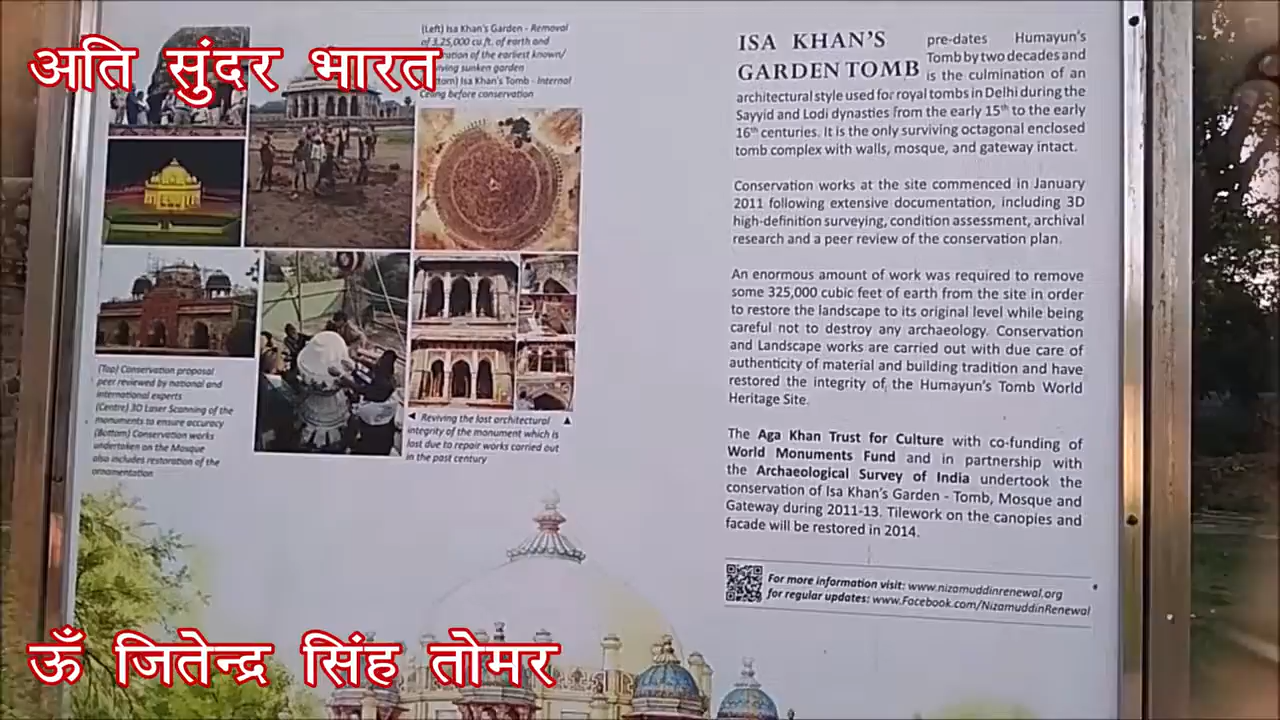 अति सुंदर भारत
(Left) Isa Khan's Garden - Removal
of 3,25,000 cu.ft. of earth and
of the earliest known/
sunken garden
Isa Khan's Tomb - Internal
Ceiling before conservation
(Top) Conservation proposal
peer reviewed by national and
international experts
(Centre) 3D Laser Scanning of the
monuments to ensure accuracy
(Bottom) Conservation works
undertaken on the Mosque
also includes restoration of the
ornamentation
◄ Reviving the lost architectural ▲
integrity of the monument which is
lost due to repair works carried out
in the past century
ISA KHAN'S
GARDEN TOMB
pre-dates Humayun's
Tomb by two decades and
is the culmination of an
architectural style used for royal tombs in Delhi during the
Sayyid and Lodi dynasties from the early 15th to the early
16th centuries. It is the only surviving octagonal enclosed
tomb complex with walls, mosque, and gateway intact.
Conservation works at the site commenced in January
2011 following extensive documentation, including 3D
high-definition surveying, condition assessment, archival
research and a peer review of the conservation plan.
An enormous amount of work was required to remove
some 325,000 cubic feet of earth from the site in order
to restore the landscape to its original level while being
careful not to destroy any archaeology. Conservation
and Landscape works are carried out with due care of
authenticity of material and building tradition and have
restored the integrity of the Humayun's Tomb World
Heritage Site.
The Aga Khan Trust for Culture with co-funding of
World Monuments Fund and in partnership with
the Archaeological Survey of India undertook the
conservation of Isa Khan's Garden - Tomb, Mosque and
Gateway during 2011-13. Tilework on the canopies and
facade will be restored in 2014.
For more information visit: www.nizamuddinrenewal.org
for regular updates: www.Facebook.com/NizamuddinRenewal
ॐ जितेन्द्र सिंह तोमर